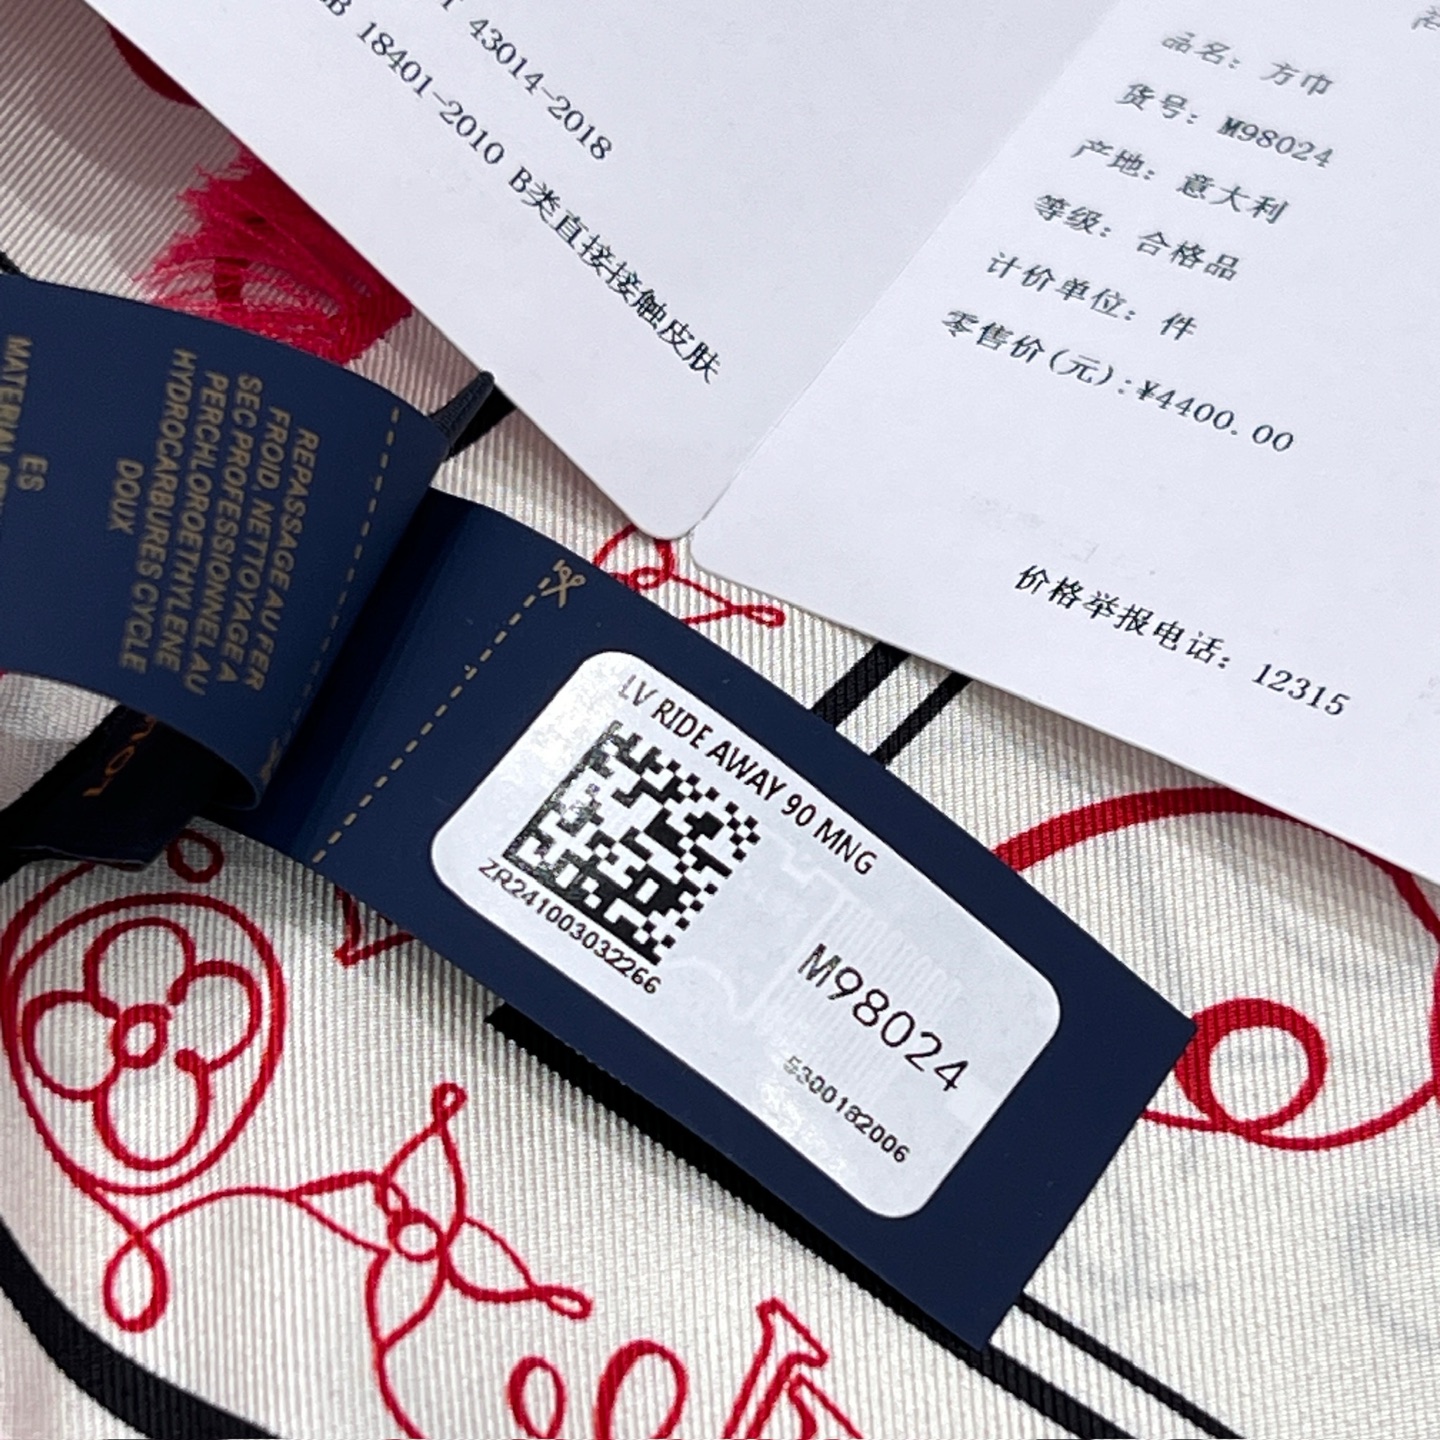 43014-2018
18401-2010 B类直接接触皮肤
品名: 方巾
货号: M98024
产地: 意大利
等级: 合格品
计价单位: 件
零售价(元):¥4400.00
价格举报电话: 12315
REPASSAGE AU FER
FROID. NETTOYAGE A
SEC PROFESSIONNEL AU
PERCHLOROETHYLENE
HYDROCARBURES CYCLE
DOUX
ES
LV RIDE AWAY 90 MNG
ZR241003032266
M98024
5300182006